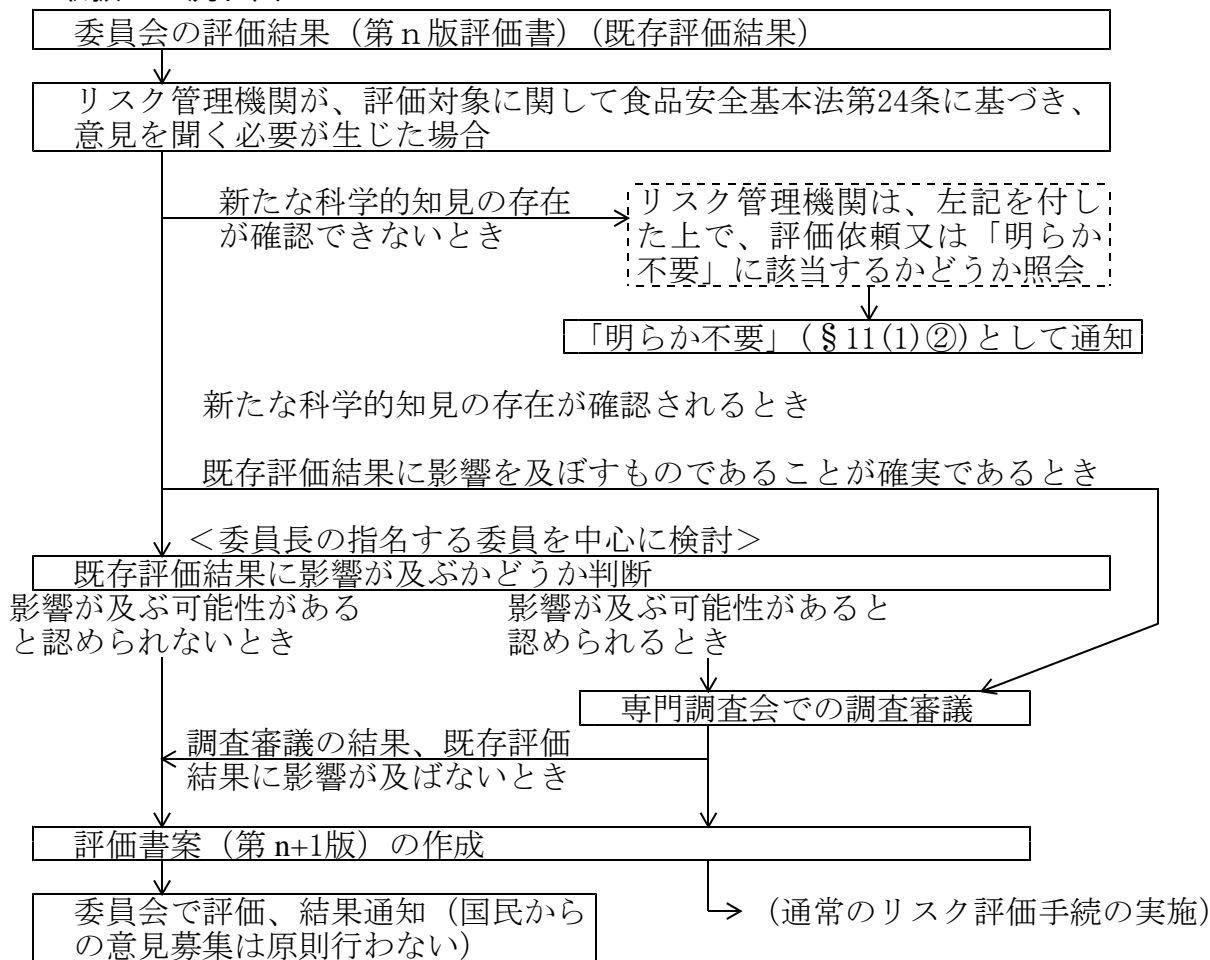 委員会の評価結果(第n版評価書)(既存評価結果)
リスク管理機関が、評価対象に関して食品安全基本法第24条に基づき、
意見を聞く必要が生じた場合
新たな科学的知見の存在
が確認できないとき
リスク管理機関は、左記を付し
た上で、評価依頼又は「明らか
不要」に該当するかどうか照会
「明らか不要」(§11(1)②)として通知
新たな科学的知見の存在が確認されるとき
既存評価結果に影響を及ぼすものであることが確実であるとき
<委員長の指名する委員を中心に検討>
既存評価結果に影響が及ぶかどうか判断
影響が及ぶ可能性がある
と認められないとき
影響が及ぶ可能性があると
認められるとき
専門調査会での調査審議
調査審議の結果、既存評価
結果に影響が及ばないとき
評価書案(第n+1版)の作成
委員会で評価、結果通知(国民から
の意見募集は原則行わない)
(通常のリスク評価手続の実施)